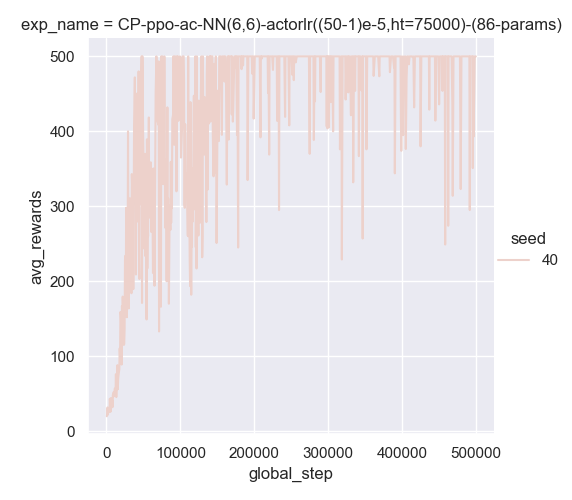 exp_name = CP-ppo-ac-NN(6,6)-actorlr((50-1)e-5,ht=75000)-(86-params)
500
400
300
200
100
0
avg_rewards
0 100000 200000 300000 400000 500000
global_step
seed
40